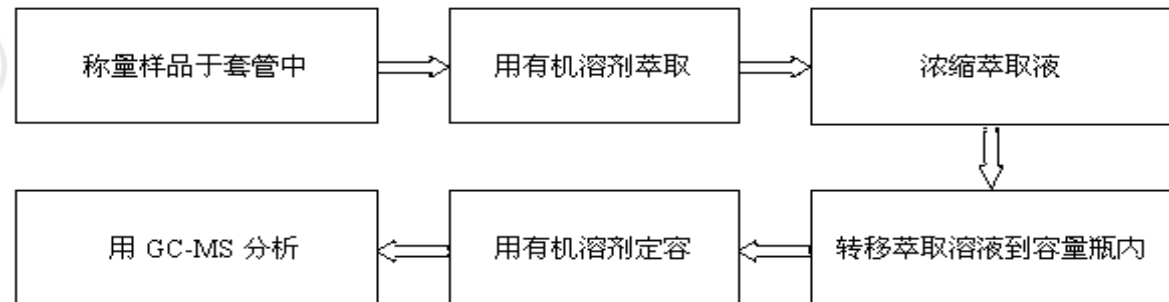 称量样品于套管中
用有机溶剂萃取
浓缩萃取液
转移萃取溶液到容量瓶内
用有机溶剂定容
用 GC-MS 分析